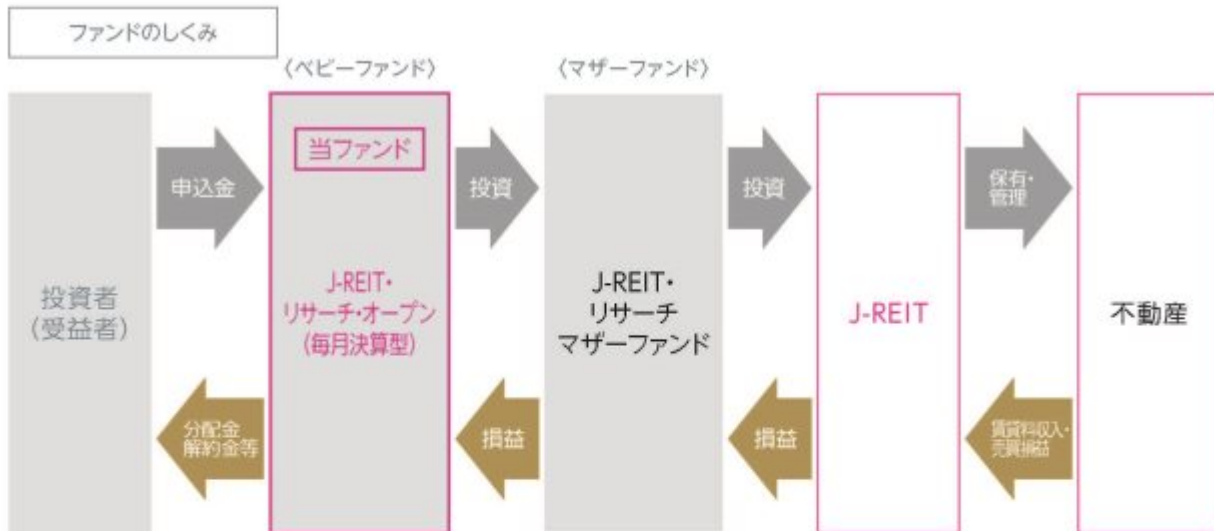 ファンドのしくみ
〈ベビーファンド〉
〈マザーファンド〉
投資者
(受益者)
申込金
分配金
解約金等
当ファンド
J-REIT・
リサーチ・オープン
(毎月決算型)
投資
損益
J-REIT・
リサーチ
マザーファンド
投資
損益
J-REIT
保有・
管理
賃貸料収入・
売買損益
不動産